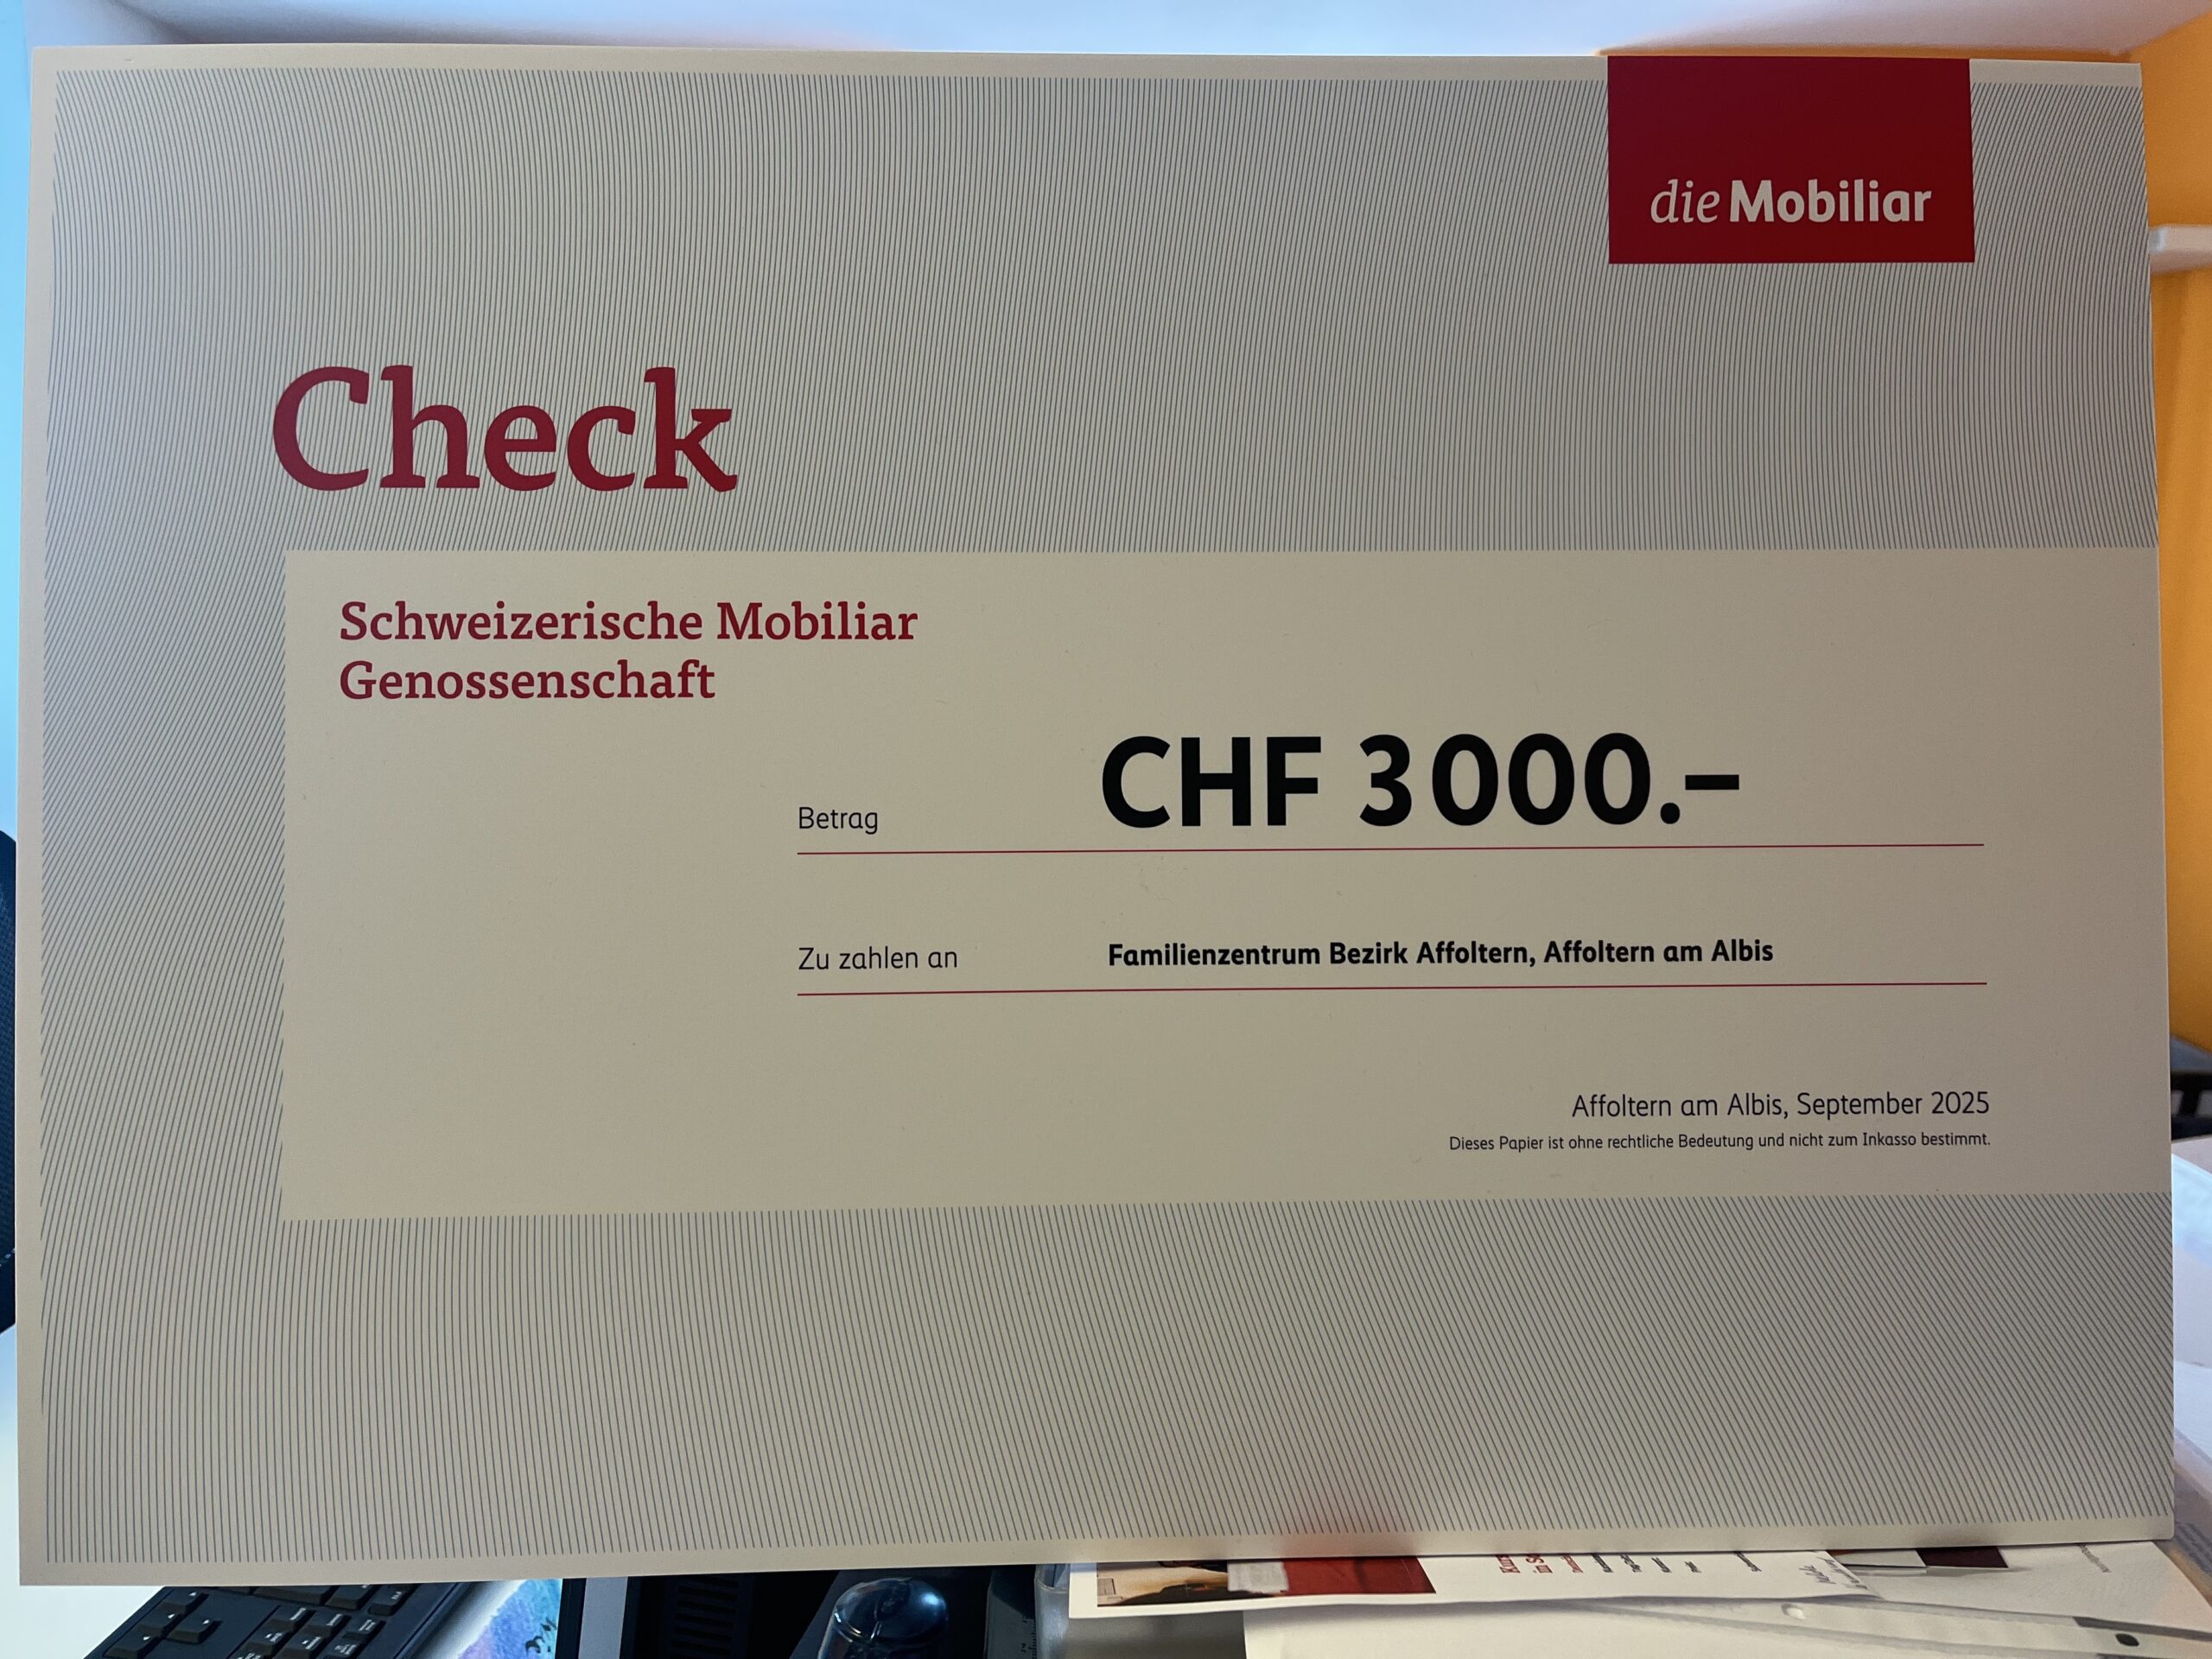 die Mobiliar
Check
Schweizerische Mobiliar
Genossenschaft
Betrag CHF 3000.–
Zu zahlen an Familienzentrum Bezirk Affoltern, Affoltern am Albis
Affoltern am Albis, September 2025
Dieses Papier ist ohne rechtliche Bedeutung und nicht zum Inkasso bestimmt.